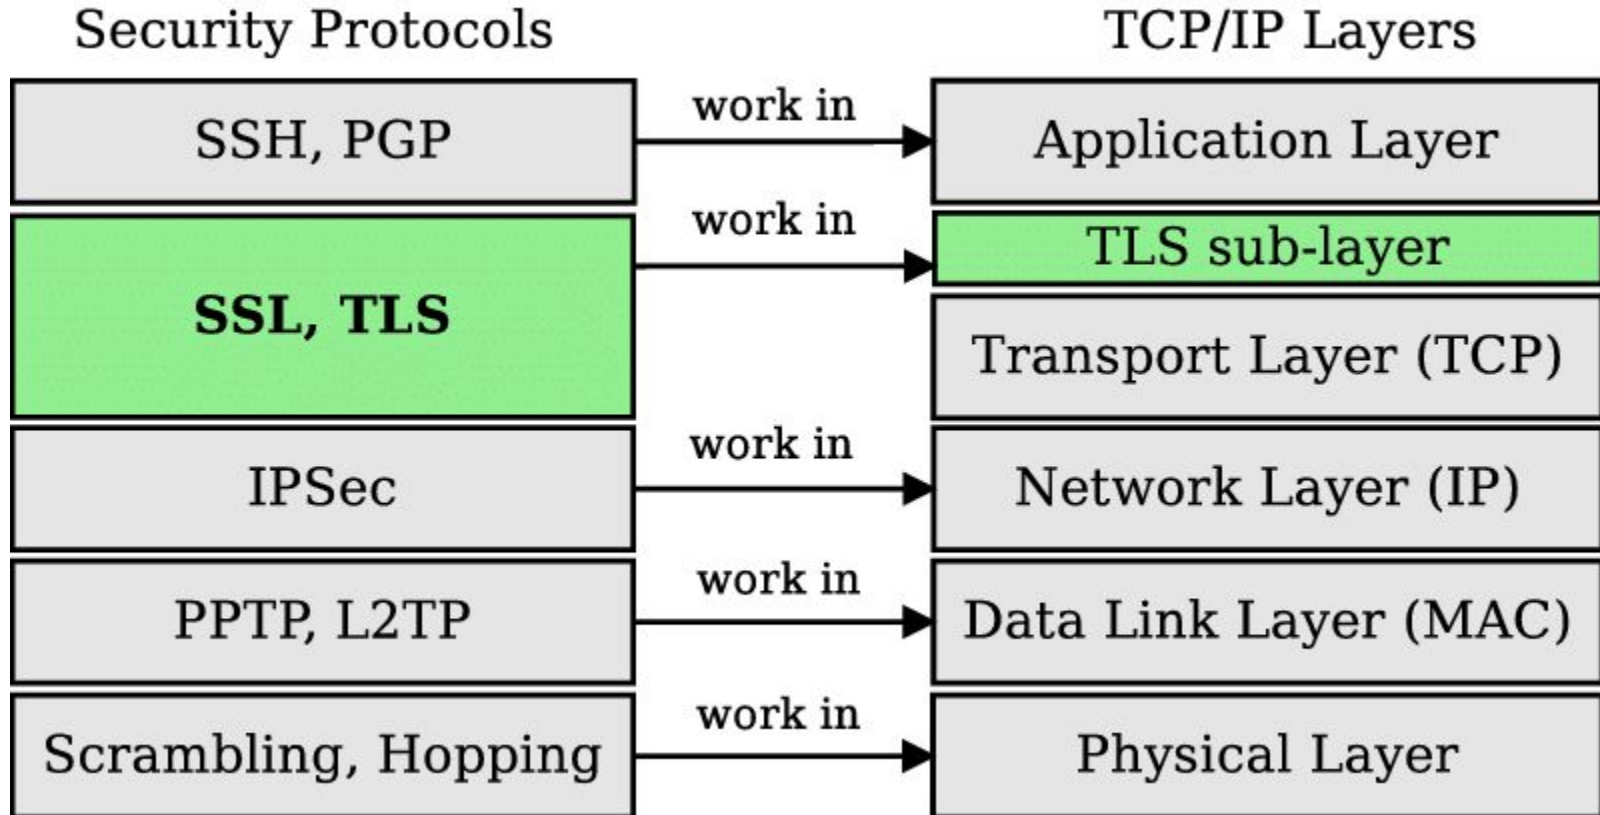 Security Protocols
TCP/IP Layers
SSH, PGP
work in
Application Layer
SSL, TLS
work in
TLS sub-layer
Transport Layer (TCP)
IPSec
work in
Network Layer (IP)
PPTP, L2TP
work in
Data Link Layer (MAC)
Scrambling, Hopping
work in
Physical Layer